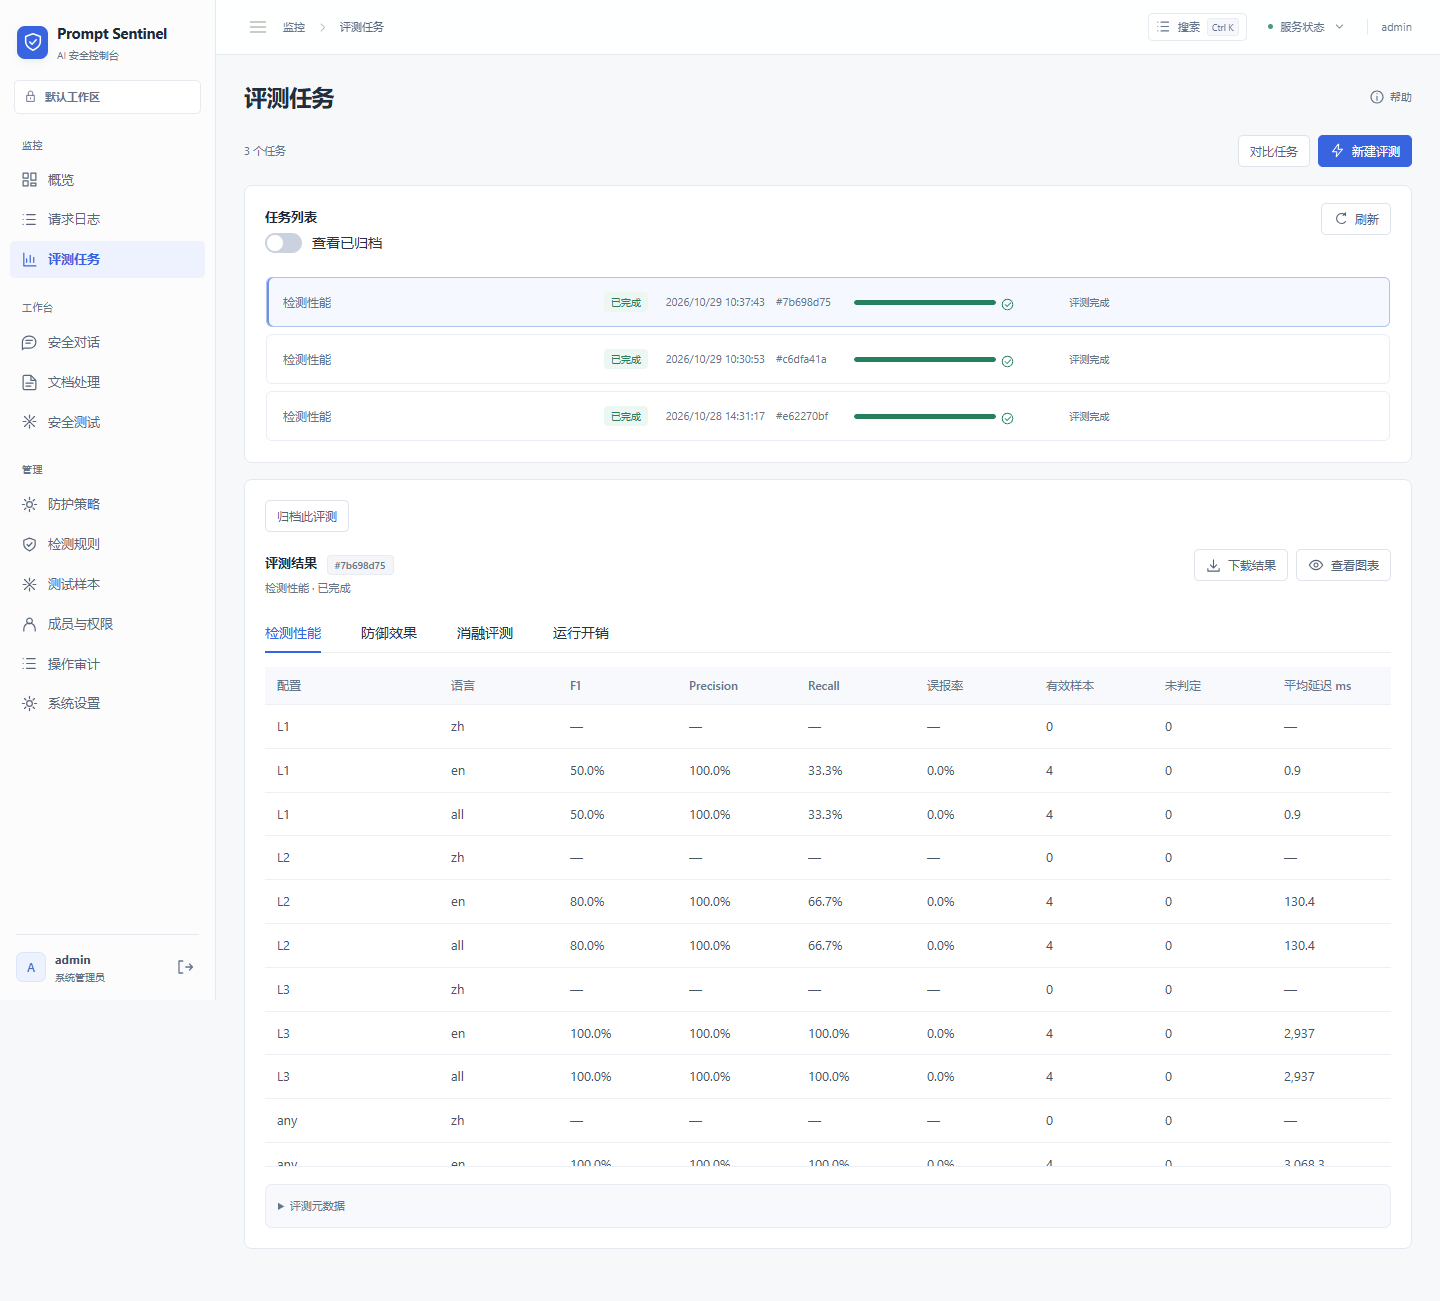 Prompt Sentinel
AI 安全控制台
默认工作区
监控
概览
请求日志
评测任务
工作台
安全对话
文档处理
安全测试
管理
防护策略
检测规则
测试样本
成员与权限
操作审计
系统设置
A
admin
系统管理员
监控 评测任务
搜索 Ctrl K 服务状态 admin
评测任务
帮助
3 个任务
对比任务 新建评测
任务列表
查看已归档
刷新
检测性能 已完成 2026/10/29 10:37:43 #7b698d75 评测完成
检测性能 已完成 2026/10/29 10:30:53 #c6dfa41a 评测完成
检测性能 已完成 2026/10/28 14:31:17 #e62270bf 评测完成
归档此评测
评测结果 #7b698d75
检测性能 · 已完成
下载结果 查看图表
检测性能 防御效果 消融评测 运行开销
配置 语言 F1 Precision Recall 误报率 有效样本 未判定 平均延迟 ms
L1 zh — — — — 0 0 —
L1 en 50.0% 100.0% 33.3% 0.0% 4 0 0.9
L1 all 50.0% 100.0% 33.3% 0.0% 4 0 0.9
L2 zh — — — — 0 0 —
L2 en 80.0% 100.0% 66.7% 0.0% 4 0 130.4
L2 all 80.0% 100.0% 66.7% 0.0% 4 0 130.4
L3 zh — — — — 0 0 —
L3 en 100.0% 100.0% 100.0% 0.0% 4 0 2,937
L3 all 100.0% 100.0% 100.0% 0.0% 4 0 2,937
any zh — — — — 0 0 —
any en 100.0% 100.0% 100.0% 0.0% 4 0 3,068.3
评测元数据